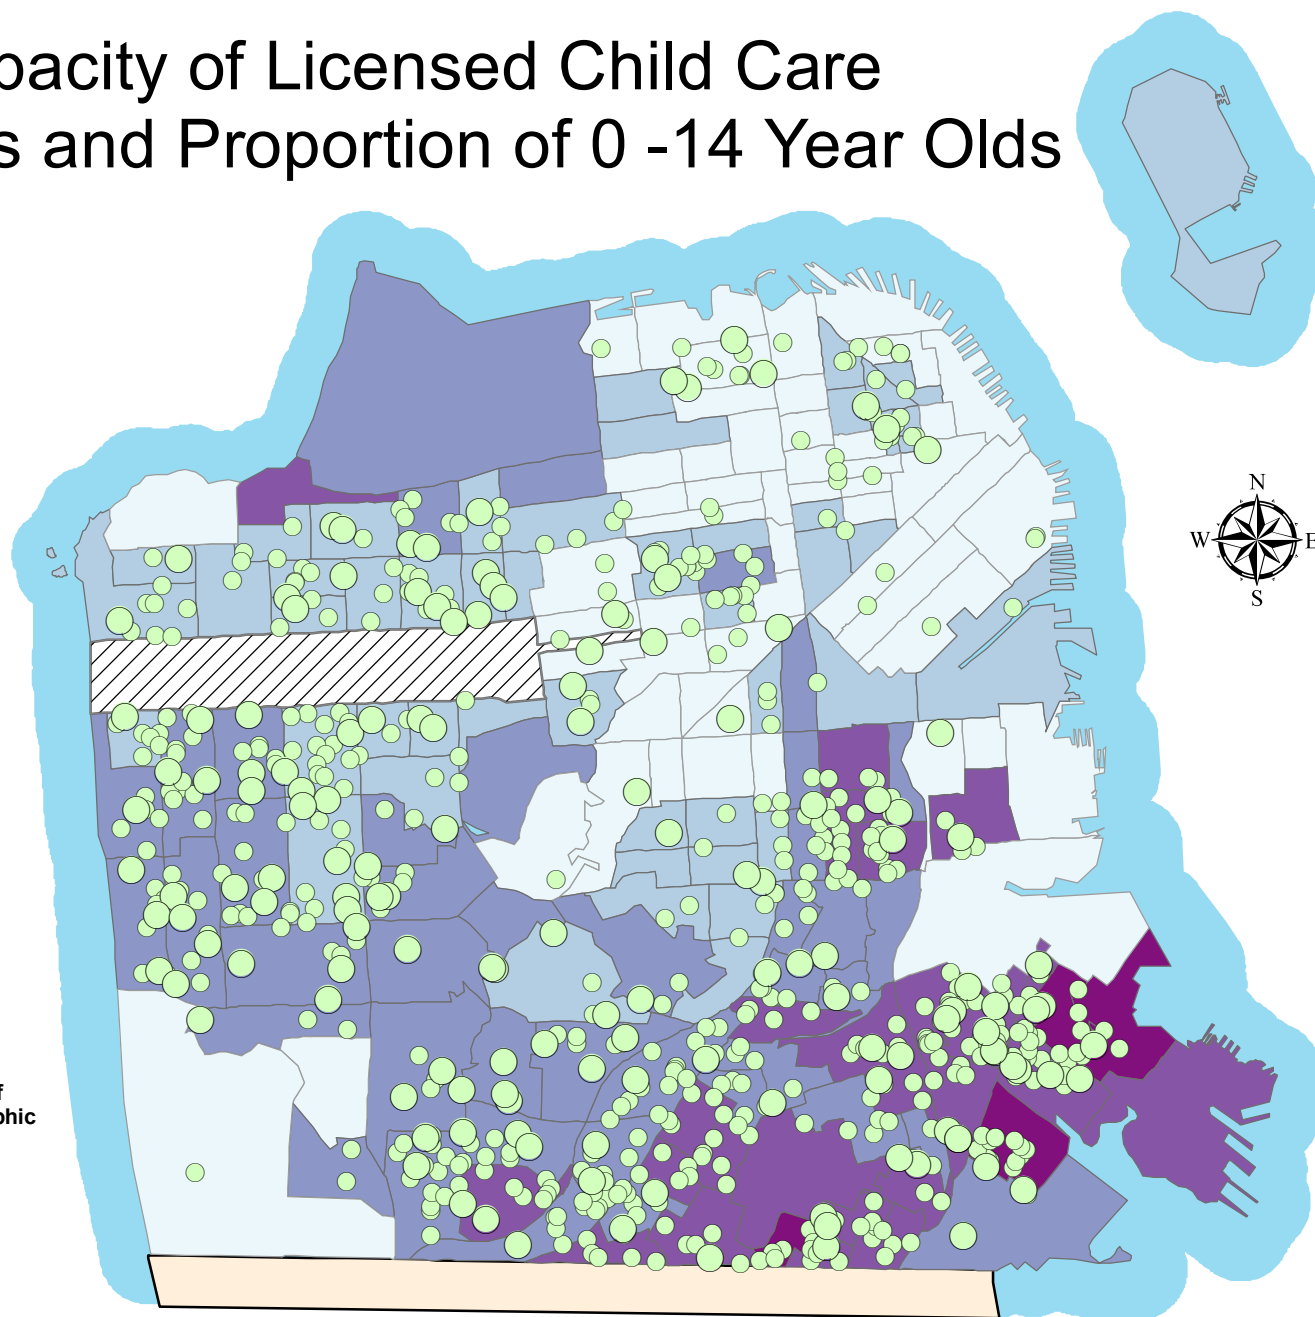 pacity of Licensed Child Care
s and Proportion of 0 -14 Year Olds
N
W E
S
f
phic